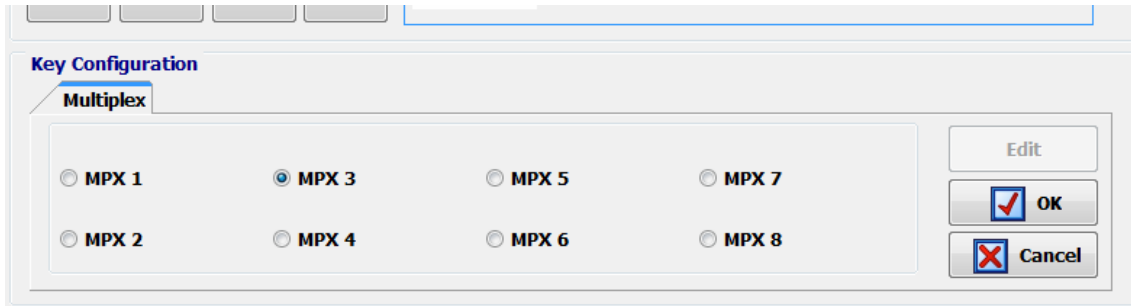 Key Configuration
Multiplex
Edit
MPX 1 MPX 3 MPX 5 MPX 7
OK
MPX 2 MPX 4 MPX 6 MPX 8
Cancel